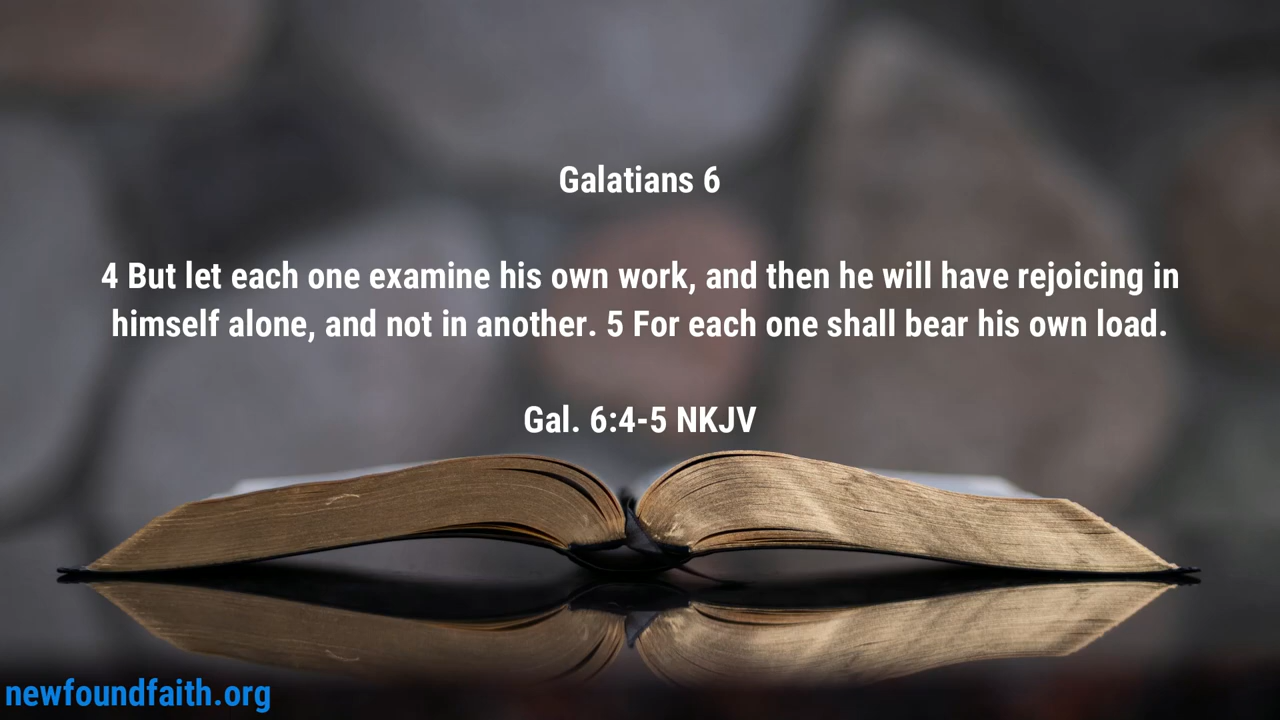 Galatians 6
4 But let each one examine his own work, and then he will have rejoicing in
himself alone, and not in another. 5 For each one shall bear his own load.
Gal. 6:4-5 NKJV
newfoundfaith.org